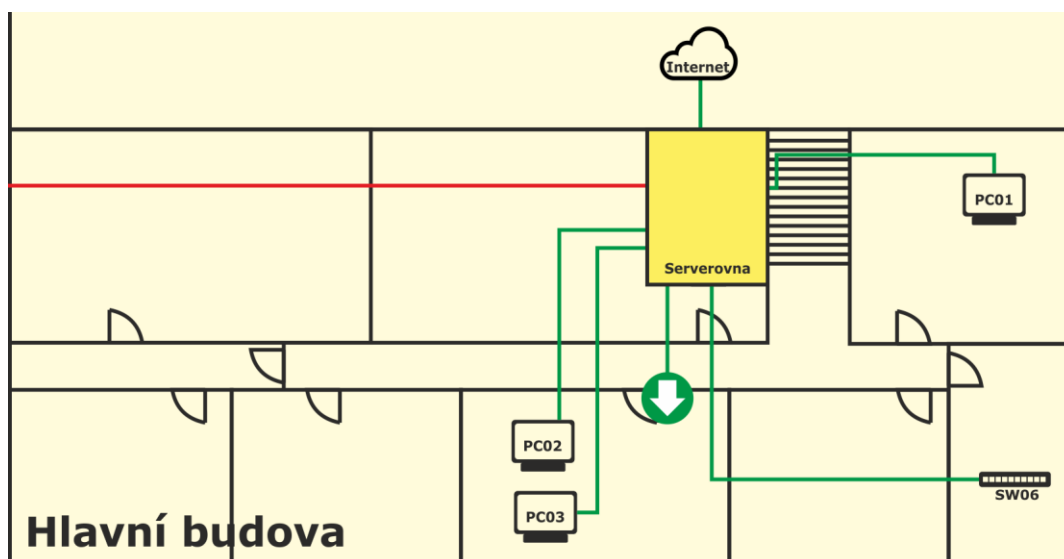 Internet
PC01
Serverovna
PC02
SW06
PC03
Hlavní budova